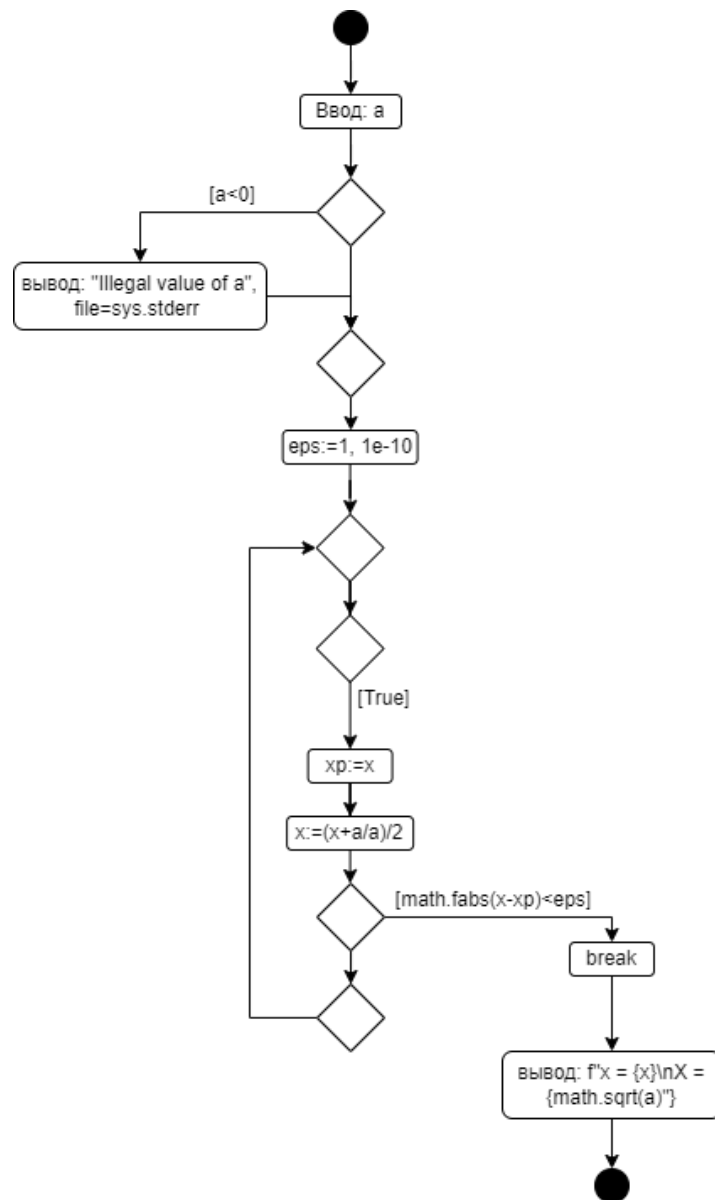 Ввод: a
[a<0]
вывод: "Illegal value of a",
file=sys.stderr
eps:=1, 1e-10
[True]
xp:=x
x:=(x+a/a)/2
[math.fabs(x-xp)<eps]
break
вывод: f"x = {x}\nX =
{math.sqrt(a)"}